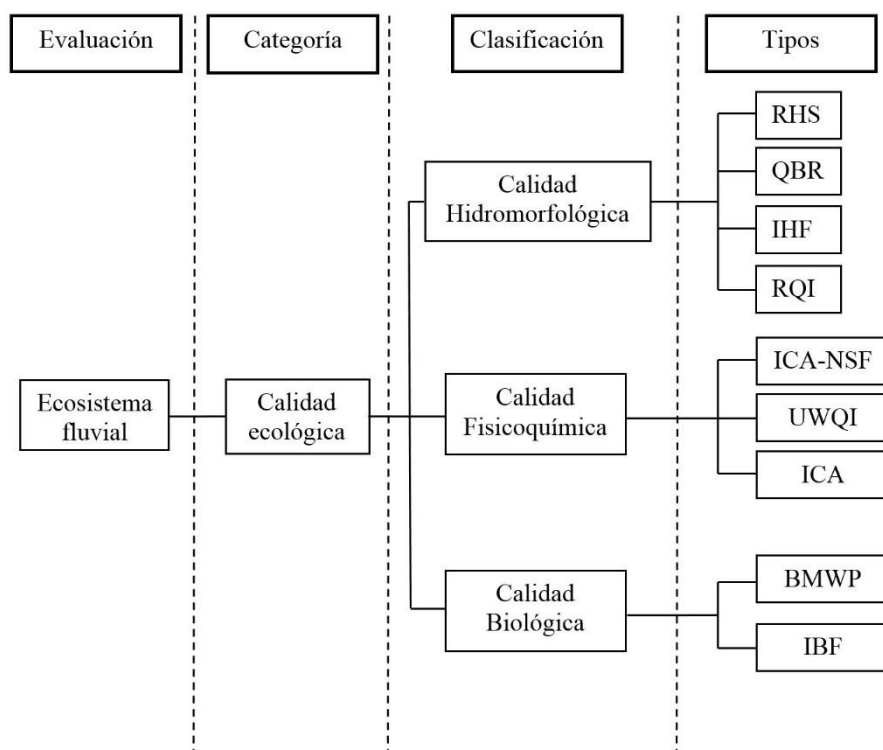 Evaluación
Categoría
Clasificación
Tipos
Ecosistema
fluvial
Calidad
ecológica
Calidad
Hidromorfológica
RHS
QBR
IHF
RQI
Calidad
Fisicoquímica
ICA-NSF
UWQI
ICA
Calidad
Biológica
BMWP
IBF